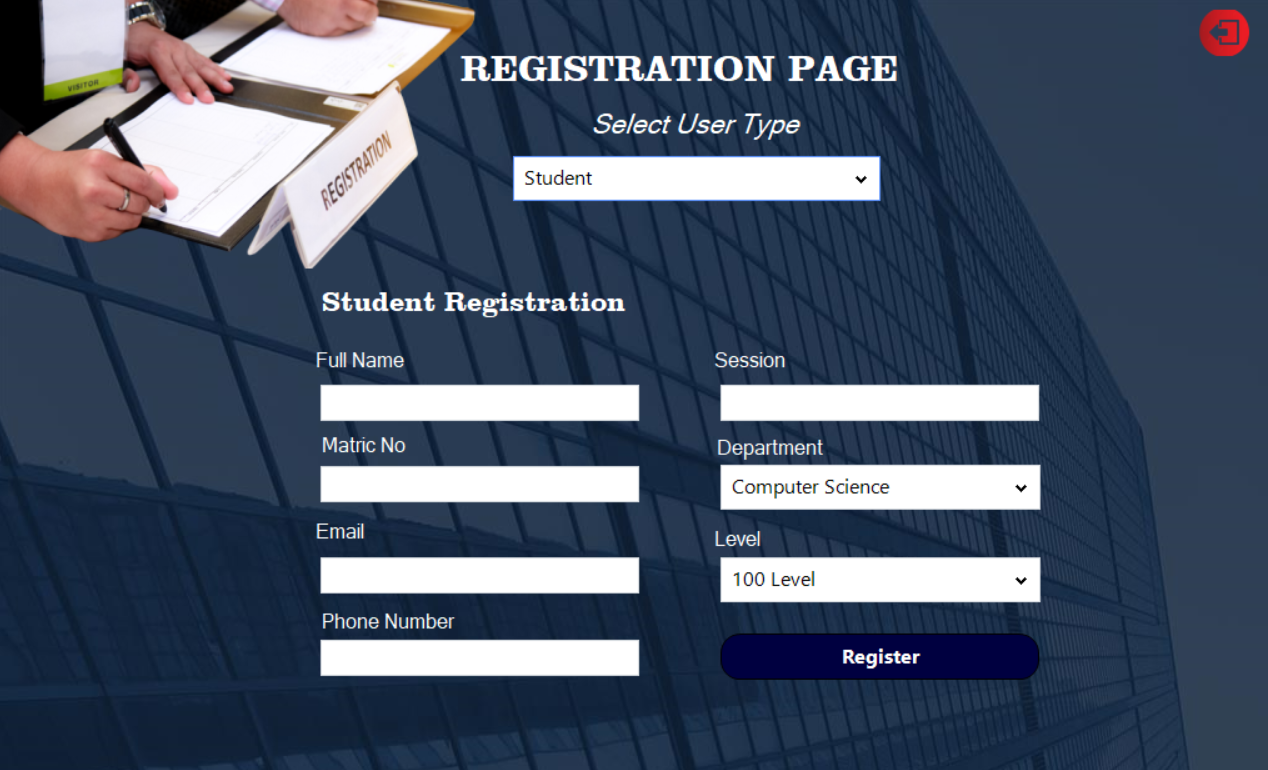 VISITOR
REGISTRATION
REGISTRATION PAGE
Select User Type
Student
Student Registration
Full Name
Session
Matric No
Department
Computer Science
Email
Level
100 Level
Phone Number
Register